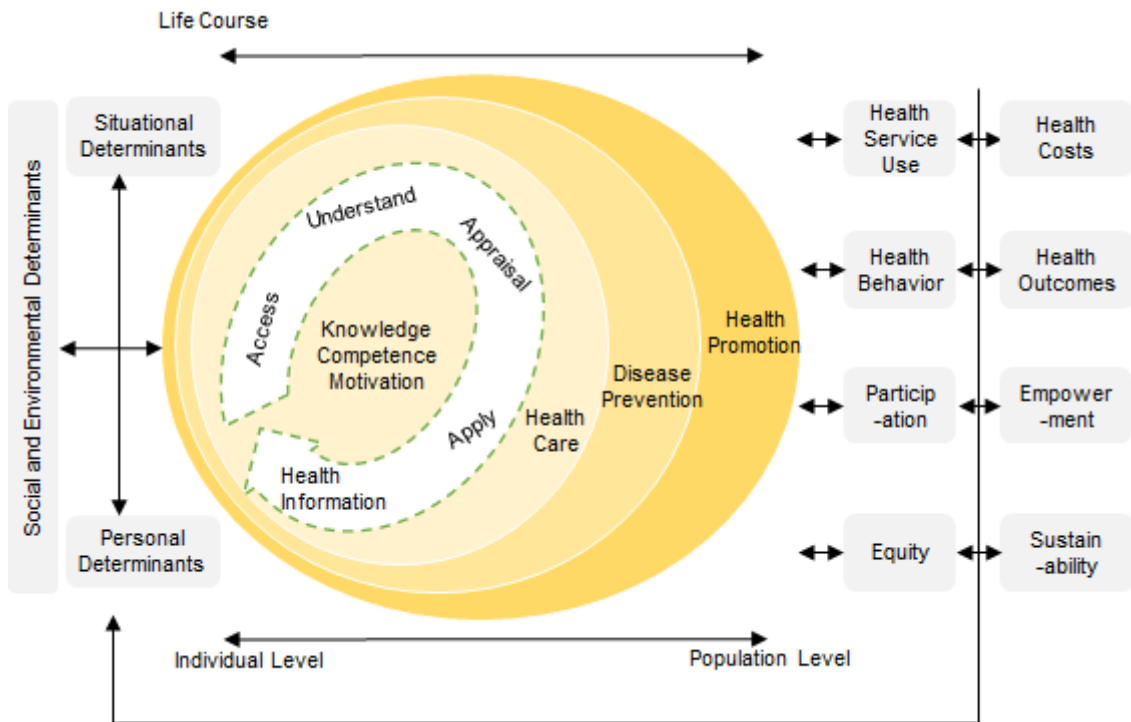 Life Course
Social and Environmental Determinants
Situational
Determinants
Personal
Determinants
Understand
Appraisal
Access
Knowledge
Competence
Motivation
Apply
Health
Information
Health
Care
Disease
Prevention
Health
Promotion
Health
Service
Use
Health
Costs
Health
Behavior
Health
Outcomes
Particip
-ation
Empower
-ment
Equity
Sustain
-ability
Individual Level
Population Level